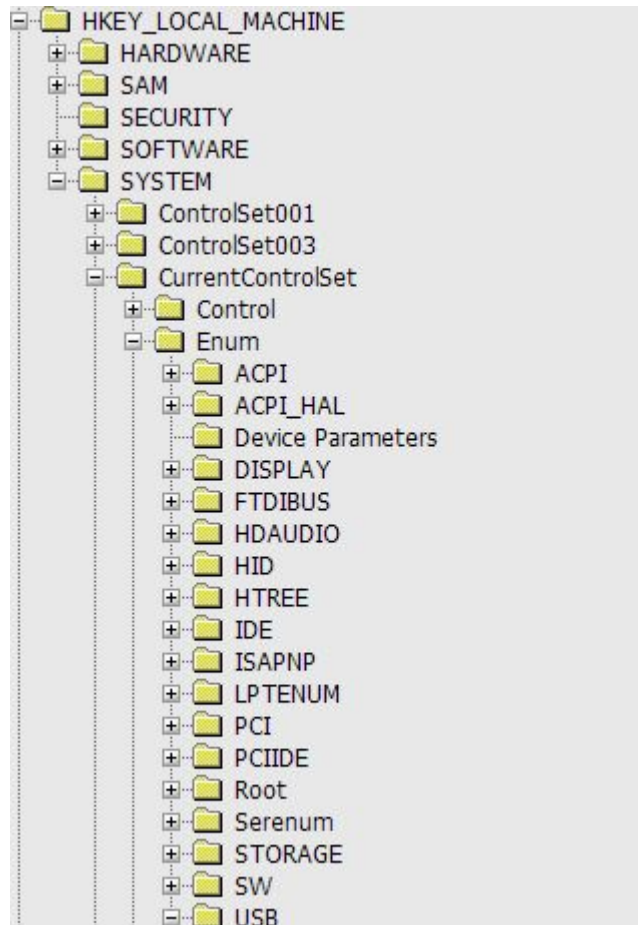 HKEY_LOCAL_MACHINE
HARDWARE
SAM
SECURITY
SOFTWARE
SYSTEM
ControlSet001
ControlSet003
CurrentControlSet
Control
Enum
ACPI
ACPI_HAL
Device Parameters
DISPLAY
FTDIBUS
HDAUDIO
HID
HTREE
IDE
ISAPNP
LPTENUM
PCI
PCIIDE
Root
Serenum
STORAGE
SW
USB